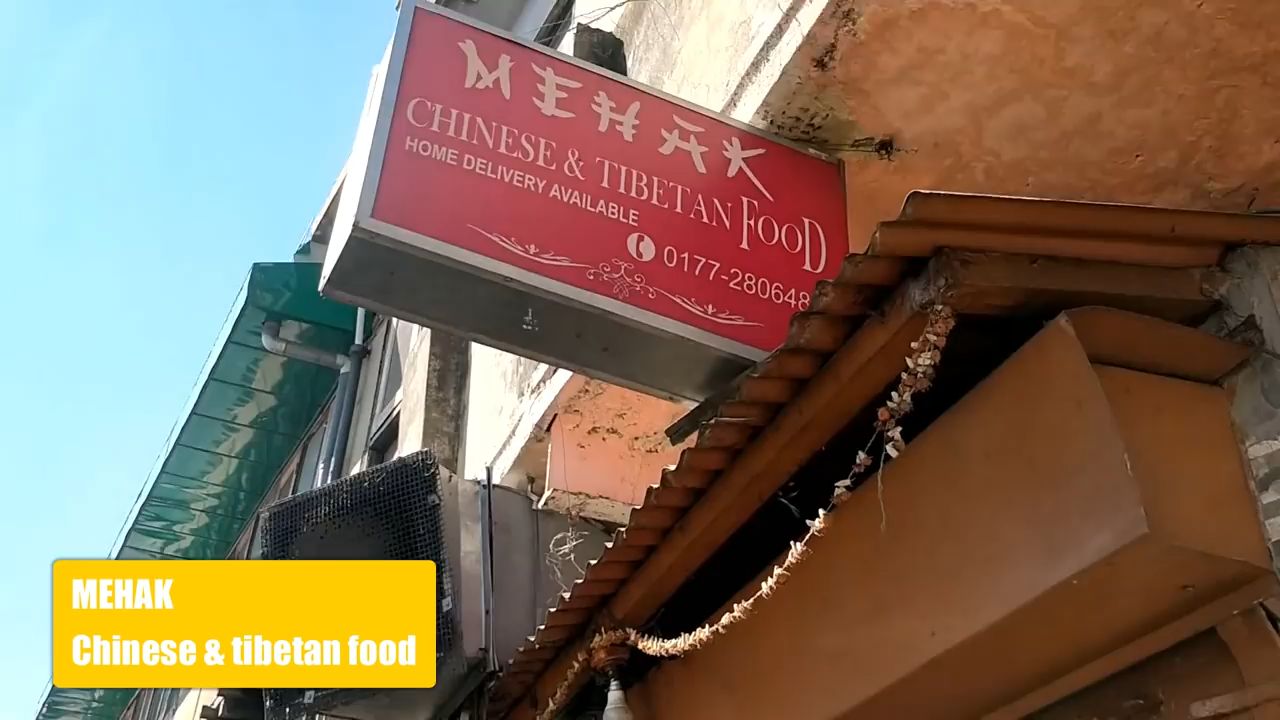 MEHAK
CHINESE & TIBETAN FOOD
HOME DELIVERY AVAILABLE
0177-280648
MEHAK
Chinese & tibetan food